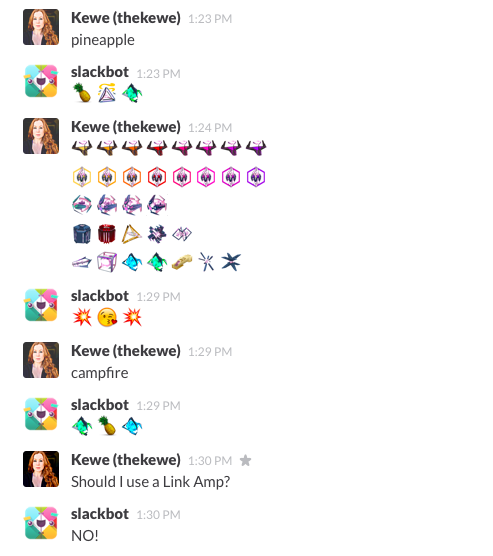 Kewe (thekewe) 1:23 PM
pineapple
slackbot 1:23 PM
Kewe (thekewe) 1:24 PM
slackbot 1:29 PM
Kewe (thekewe) 1:29 PM
campfire
slackbot 1:29 PM
Kewe (thekewe) 1:30 PM
Should I use a Link Amp?
slackbot 1:30 PM
NO!